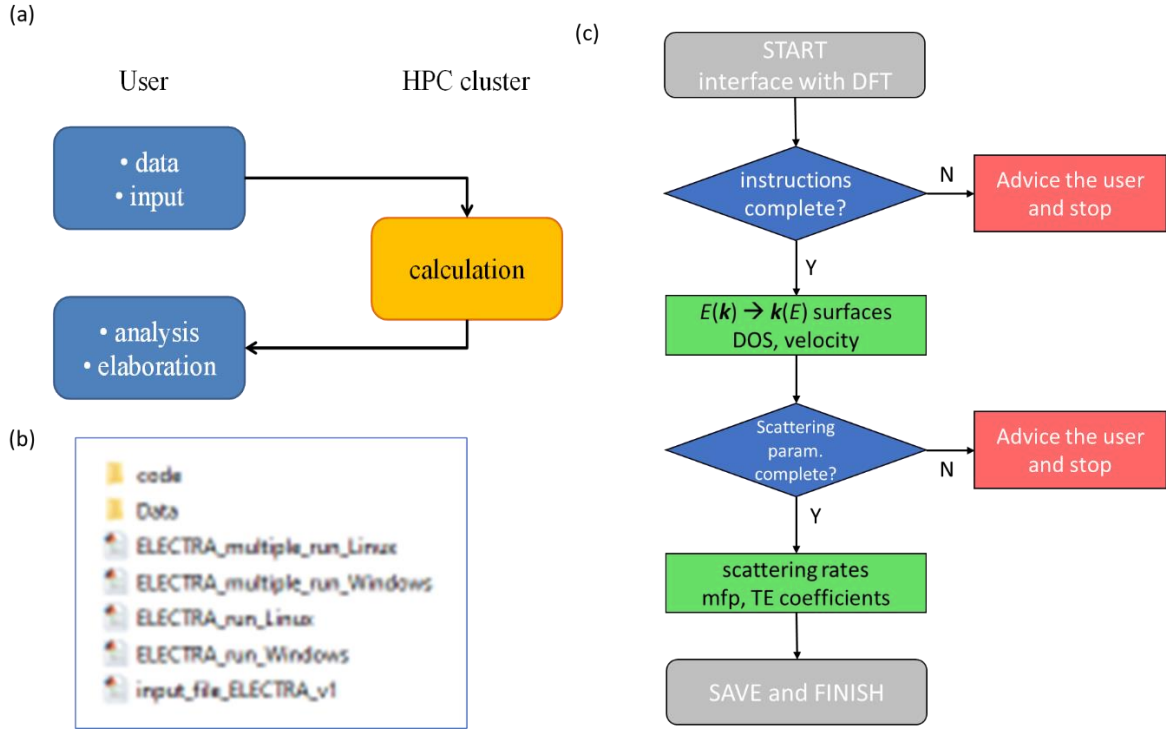 (a)
User
HPC cluster
• data
• input
calculation
• analysis
• elaboration
(b)
code
Data
ELECTRA_multiple_run_Linux
ELECTRA_multiple_run_Windows
ELECTRA_run_Linux
ELECTRA_run_Windows
input_file_ELECTRA_v1
(c)
START
interface with DFT
instructions
complete?
N
Advice the user
and stop
Y
E(k) → k(E) surfaces
DOS, velocity
Scattering
param.
complete?
N
Advice the user
and stop
Y
scattering rates
mfp, TE coefficients
SAVE and FINISH